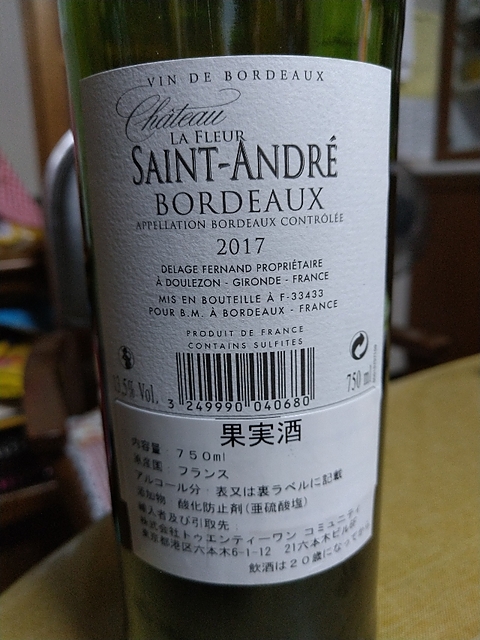 VIN DE BORDEAUX
Château
LA FLEUR
SAINT-ANDRÉ
BORDEAUX
APPELLATION BORDEAUX CONTRÔLÉE
2017
DELAGE FERNAND PROPRIÉTAIRE
À DOULEZON - GIRONDE - FRANCE
MIS EN BOUTEILLE À F-33433
POUR B.M. À BORDEAUX - FRANCE
PRODUIT DE FRANCE
CONTAINS SULFITES
13.5% Vol.
750 ml
3 249990 040680
果実酒
内容量：750ml
原産国：フランス
アルコール分：表又は裏ラベルに記載
添加物：酸化防止剤(亜硫酸塩)
輸入者及び引取先：
株式会社トゥエンティーワン コミュニティ
東京都港区六本木6-1-12 21六本木ビル
飲酒は20歳になってから